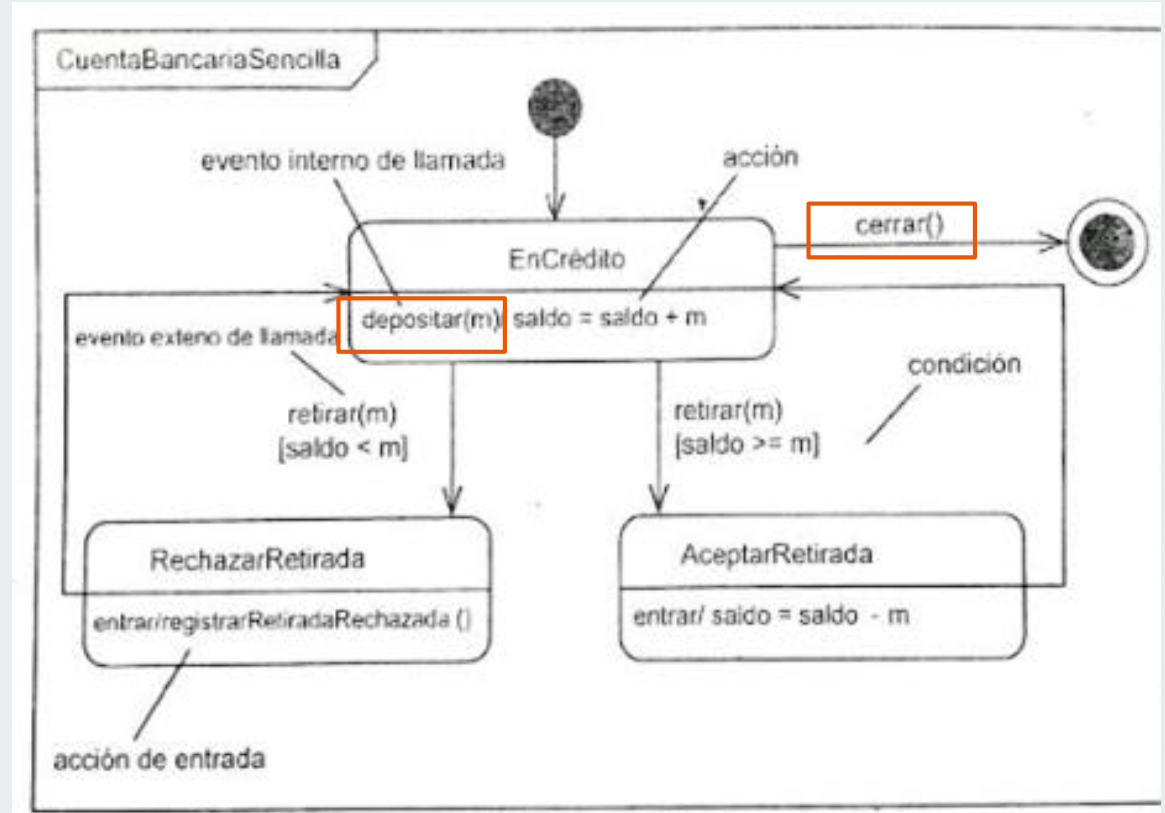 CuentaBancariaSencilla
evento interno de llamada
acción
cerrar()
EnCrédito
depositar(m)/ saldo = saldo + m
evento exteno de llamada
condición
retirar(m)
[saldo < m]
retirar(m)
[saldo >= m]
RechazarRetirada
AceptarRetirada
entrar/registrarRetiradaRechazada ()
entrar/ saldo = saldo - m
acción de entrada